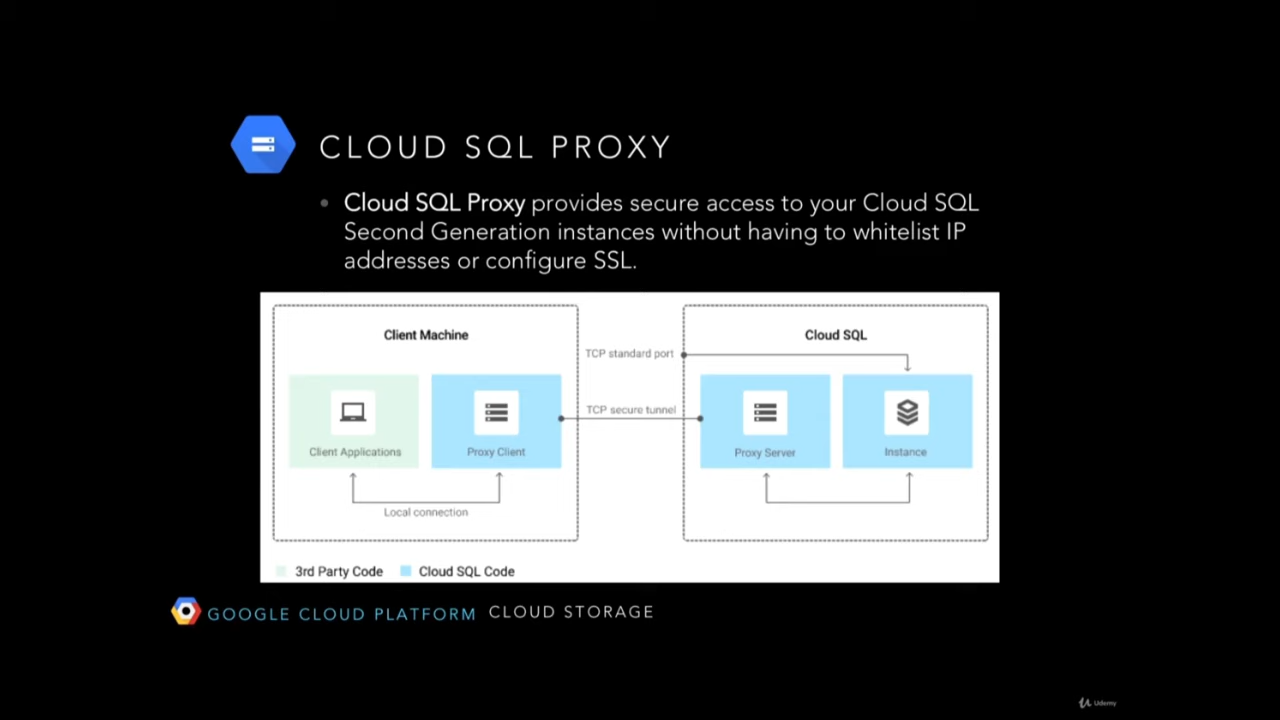 CLOUD SQL PROXY
• Cloud SQL Proxy provides secure access to your Cloud SQL
Second Generation instances without having to whitelist IP
addresses or configure SSL.
Client Machine
Cloud SQL
TCP standard port
TCP secure tunnel
Client Applications
Proxy Client
Proxy Server
Instance
Local connection
3rd Party Code
Cloud SQL Code
GOOGLE CLOUD PLATFORM CLOUD STORAGE
Udemy